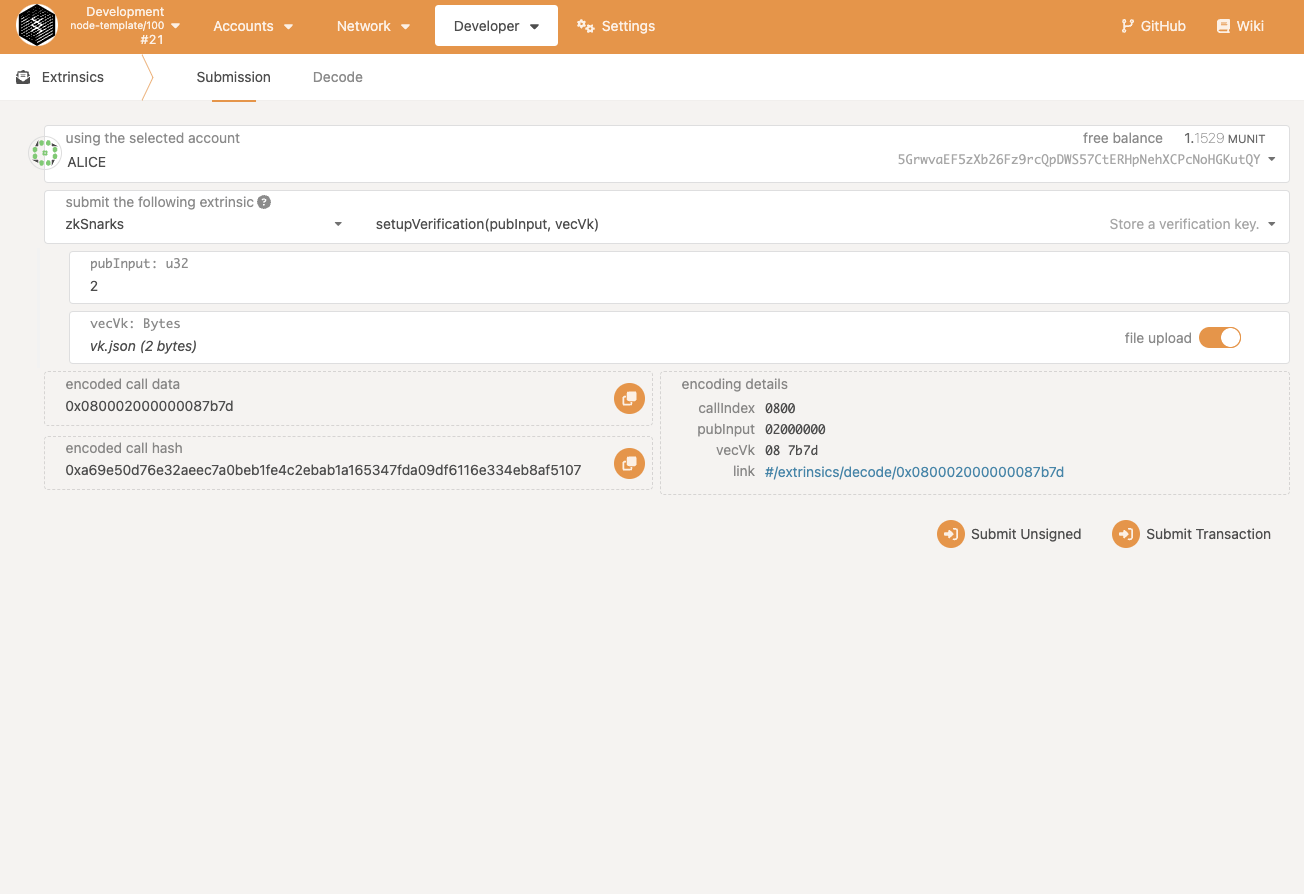 Development
node-template/100
#21
Accounts
Network
Developer
Settings
GitHub
Wiki
Extrinsics
Submission
Decode
using the selected account
ALICE
free balance 1.1529 MUNIT
5GrwvaEF5zXb26Fz9rcQpDWS57CtERHpNehXCPcNoHGKutQY
submit the following extrinsic ?
zkSnarks
setupVerification(pubInput, vecVk)
Store a verification key.
pubInput: u32
2
vecVk: Bytes
vk.json (2 bytes)
file upload
encoded call data
0x080002000000087b7d
encoded call hash
0xa69e50d76e32aeec7a0beb1fe4c2ebab1a165347fda09df6116e334eb8af5107
encoding details
callIndex 0800
pubInput 02000000
vecVk 08 7b7d
link #/extrinsics/decode/0x080002000000087b7d
Submit Unsigned
Submit Transaction